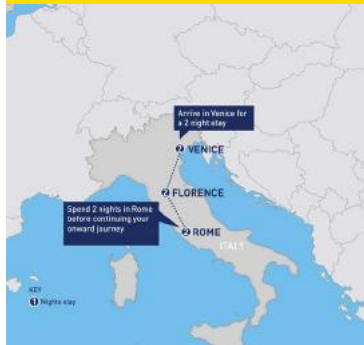 Arrive in Venice for
a 2 night stay
2 VENICE
2 FLORENCE
Spend 2 nights in Rome
before continuing your
onward journey
2 ROME
ITALY
KEY
1 Nights stay